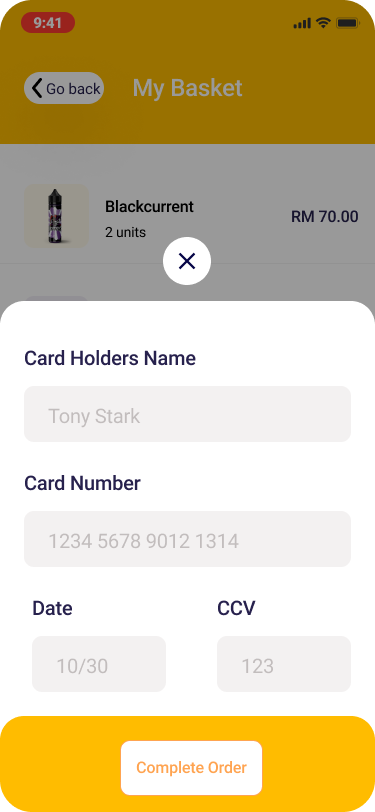 9:41
Go back
My Basket
Blackcurrent
RM 70.00
2 units
Card Holders Name
Tony Stark
Card Number
1234 5678 9012 1314
Date
CCV
10/30
123
Complete Order